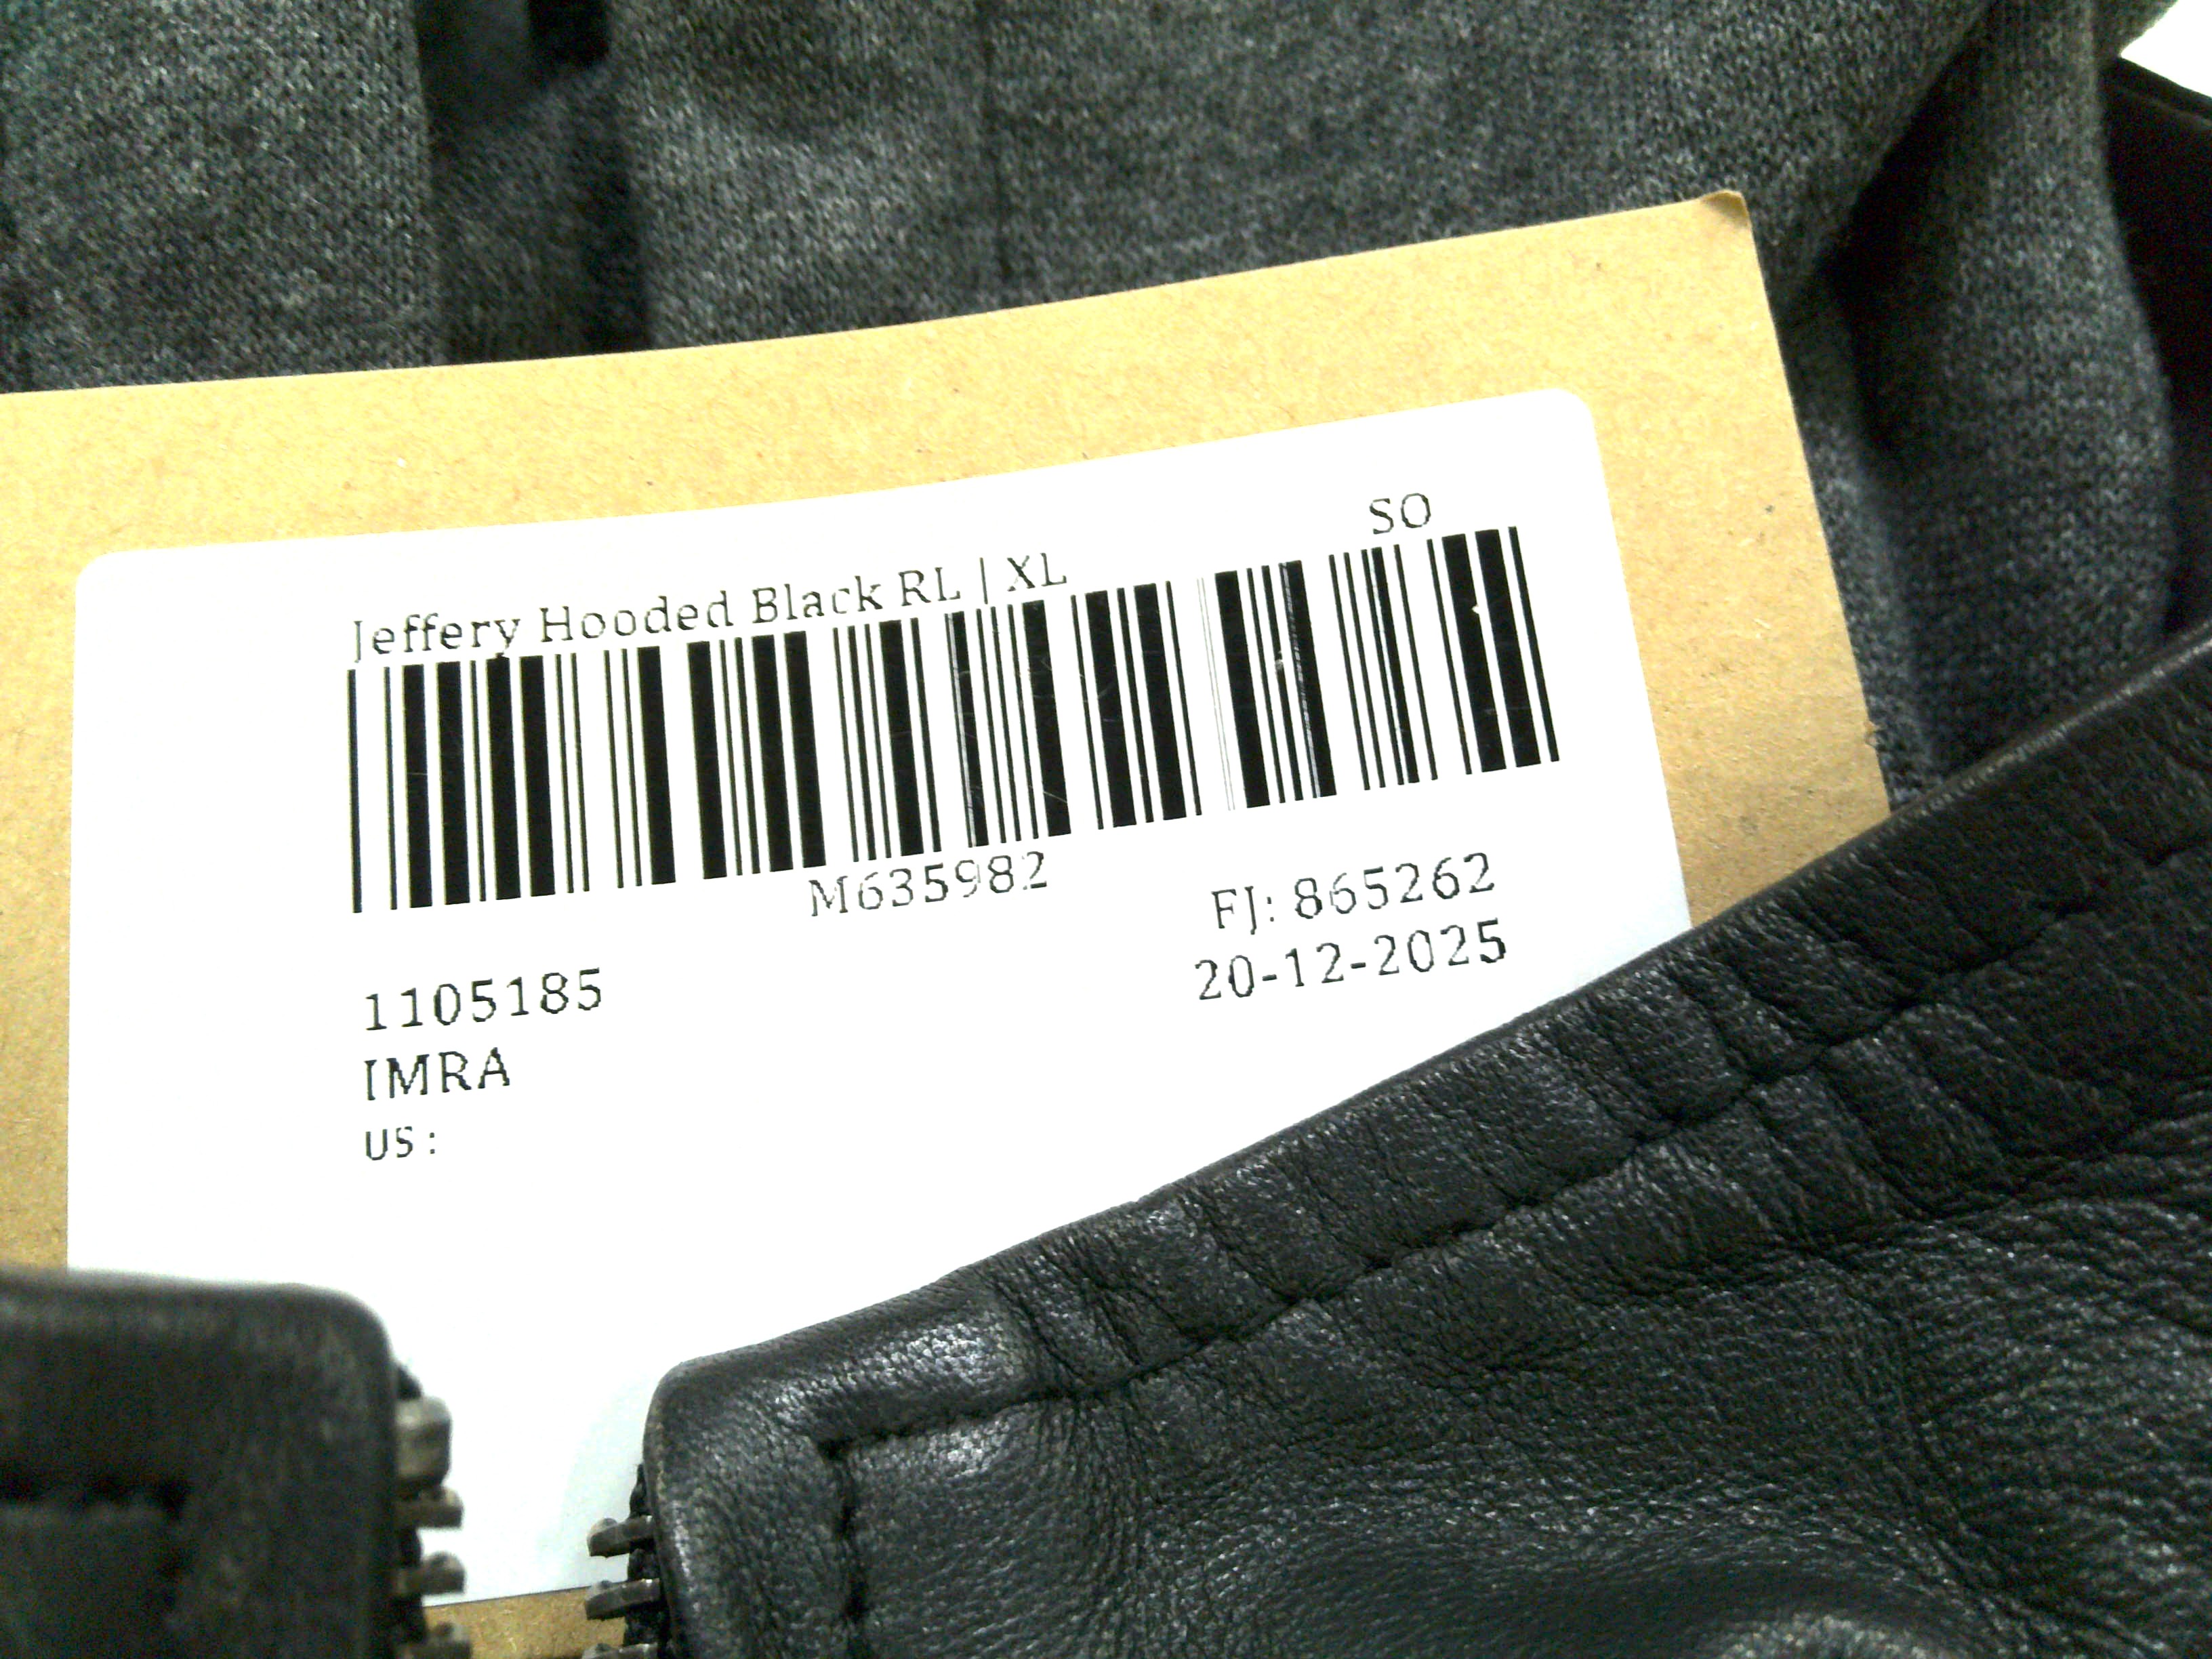 SO
Jeffery Hooded Black RL | XL
M635982
FJ: 865262
20-12-2025
1105185
IMRA
US :